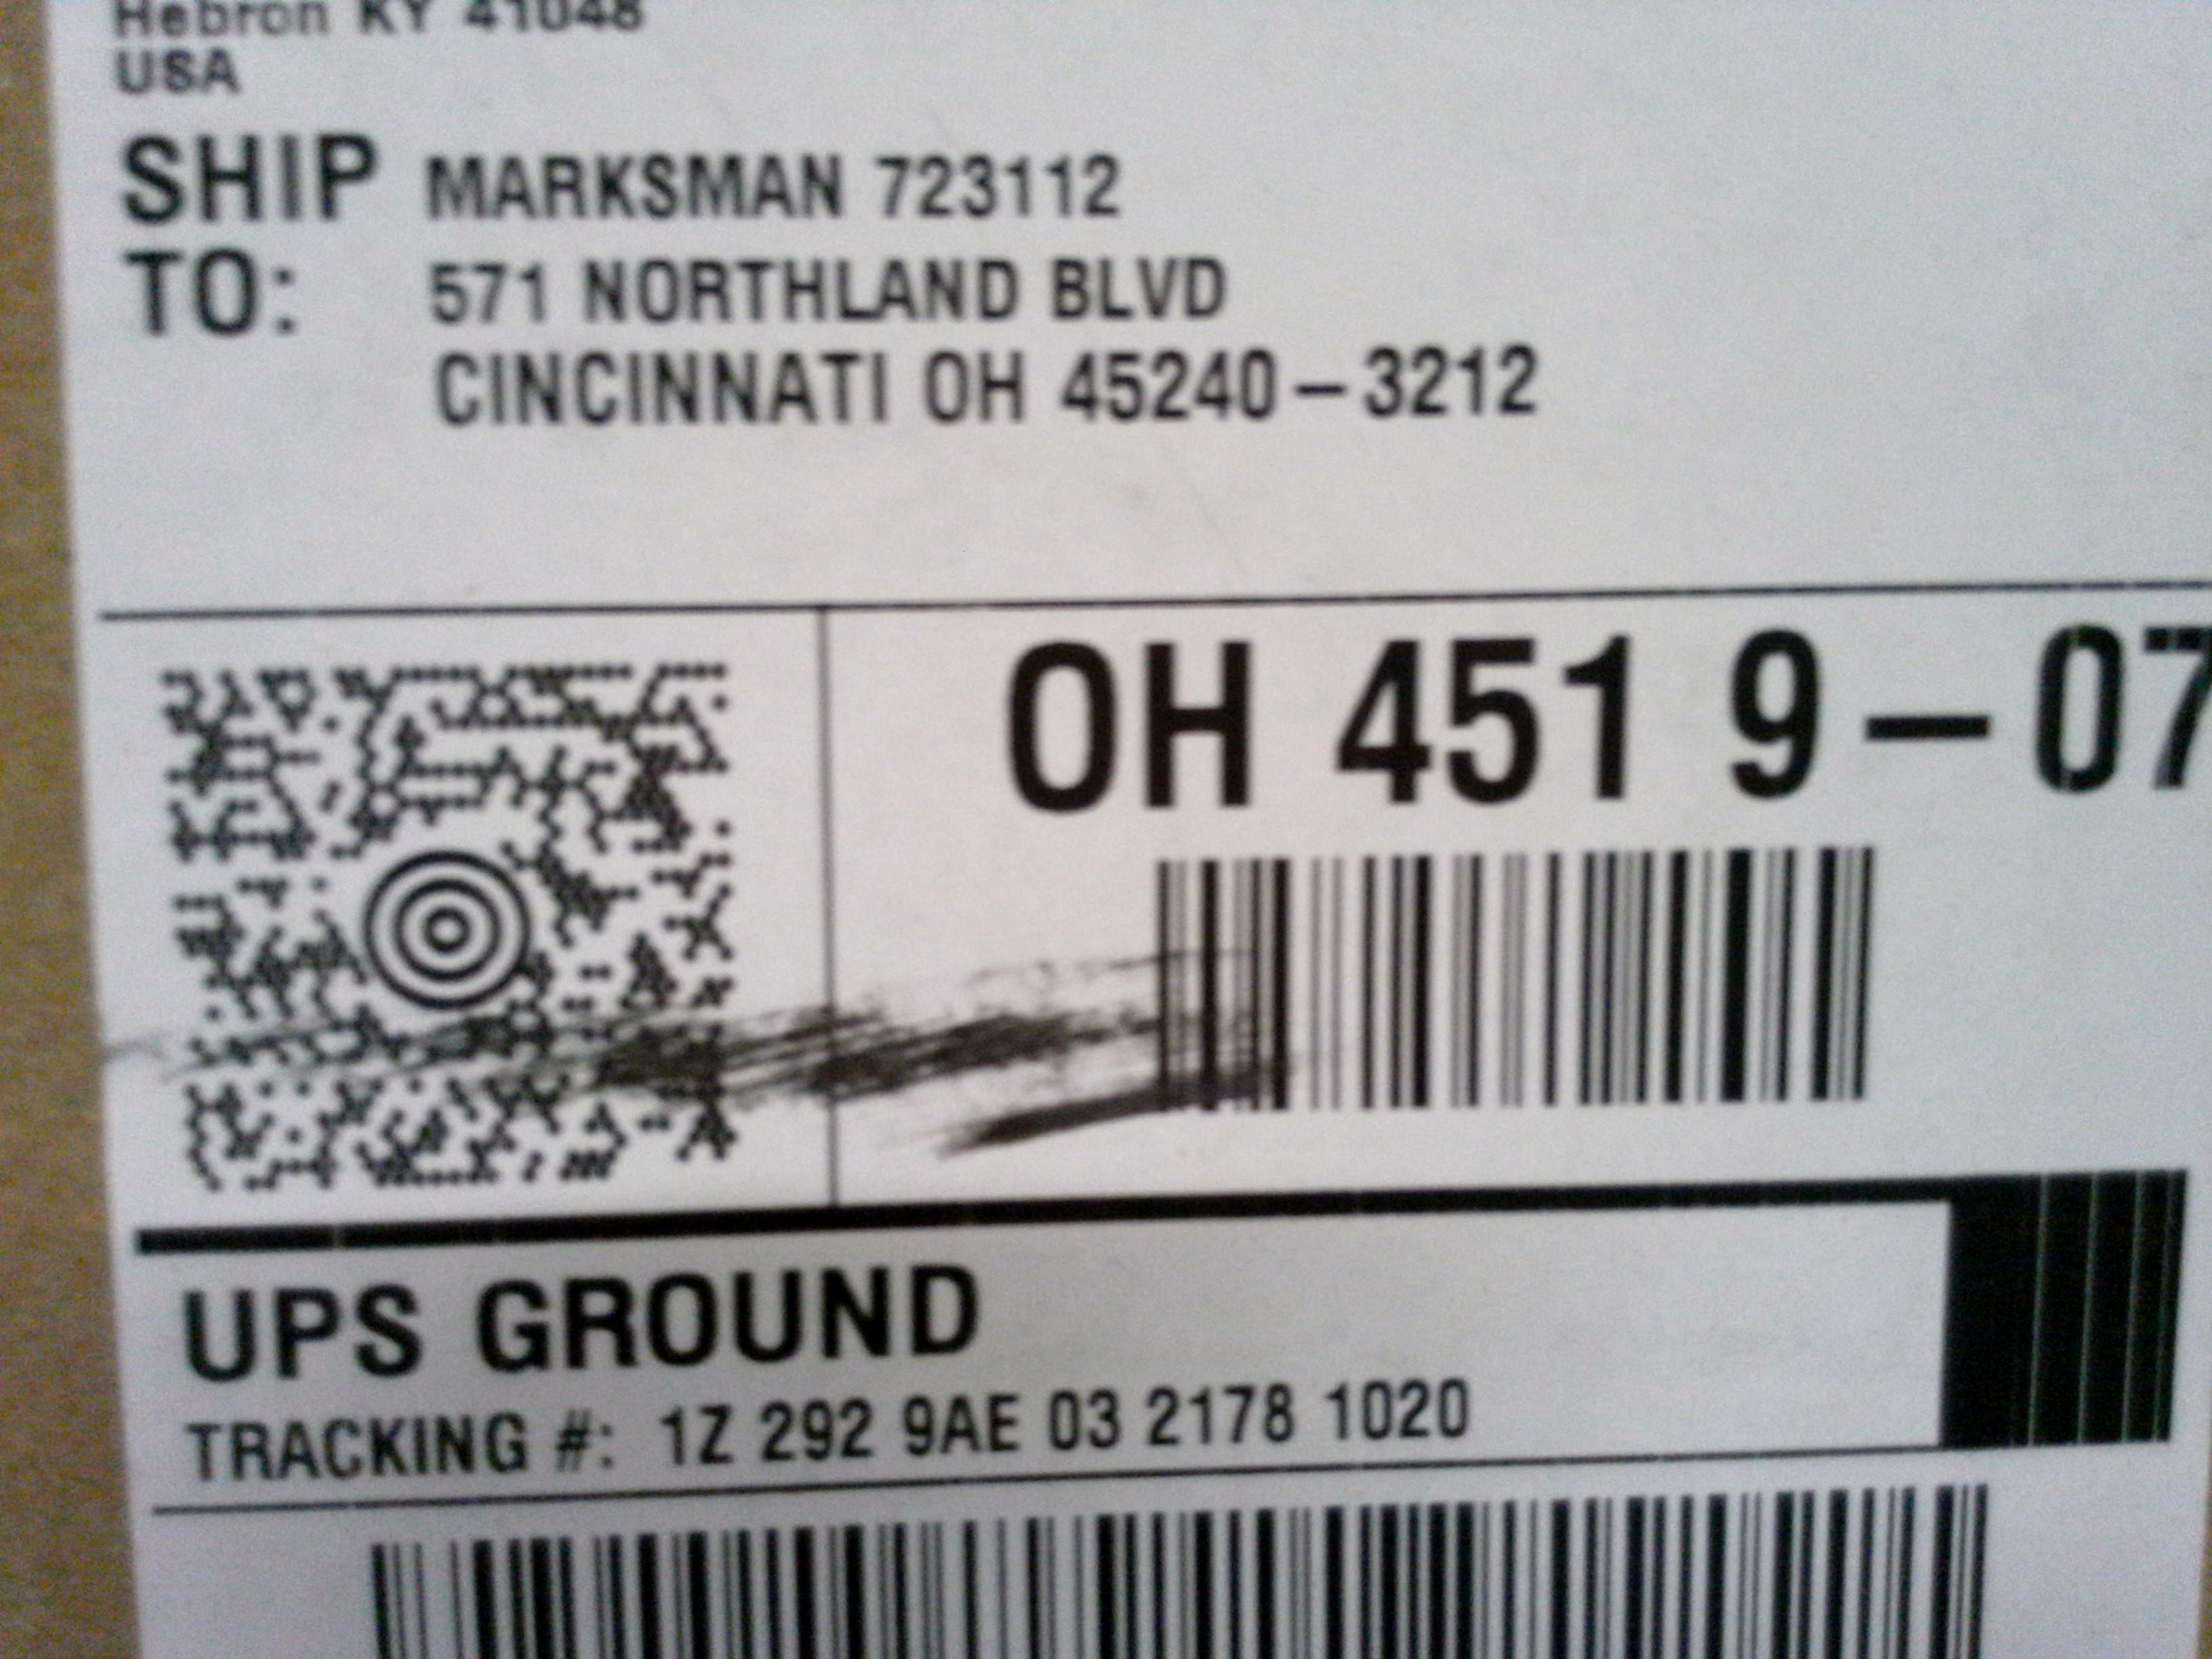 Hebron KY 41048
USA
SHIP TO:
MARKSMAN 723112
571 NORTHLAND BLVD
CINCINNATI OH 45240-3212
OH 451 9-07
UPS GROUND
TRACKING #: 1Z 292 9AE 03 2178 1020